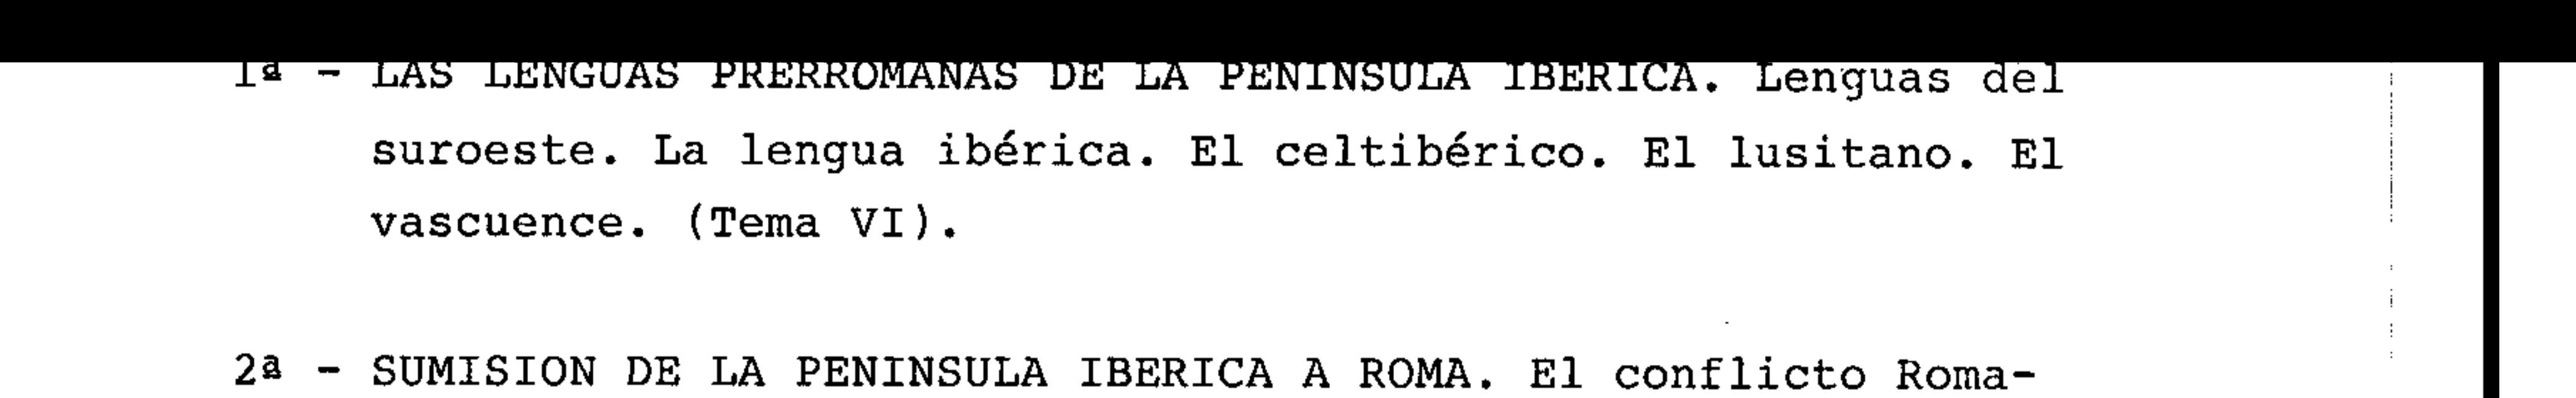 1ª - LAS LENGUAS PRERROMANAS DE LA PENINSULA IBERICA. Lenguas del
suroeste. La lengua ibérica. El celtibérico. El lusitano. El
vascuence. (Tema VI).
2ª - SUMISION DE LA PENINSULA IBERICA A ROMA. El conflicto Roma-